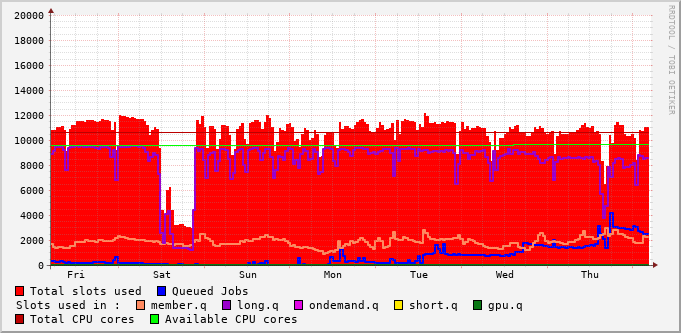 20000
18000
16000
14000
12000
10000
8000
6000
4000
2000
0
Fri Sat Sun Mon Tue Wed Thu
RRDTOOL / TOBI OETIKER
Total slots used Queued Jobs
Slots used in : member.q long.q ondemand.q short.q gpu.q
Total CPU cores Available CPU cores